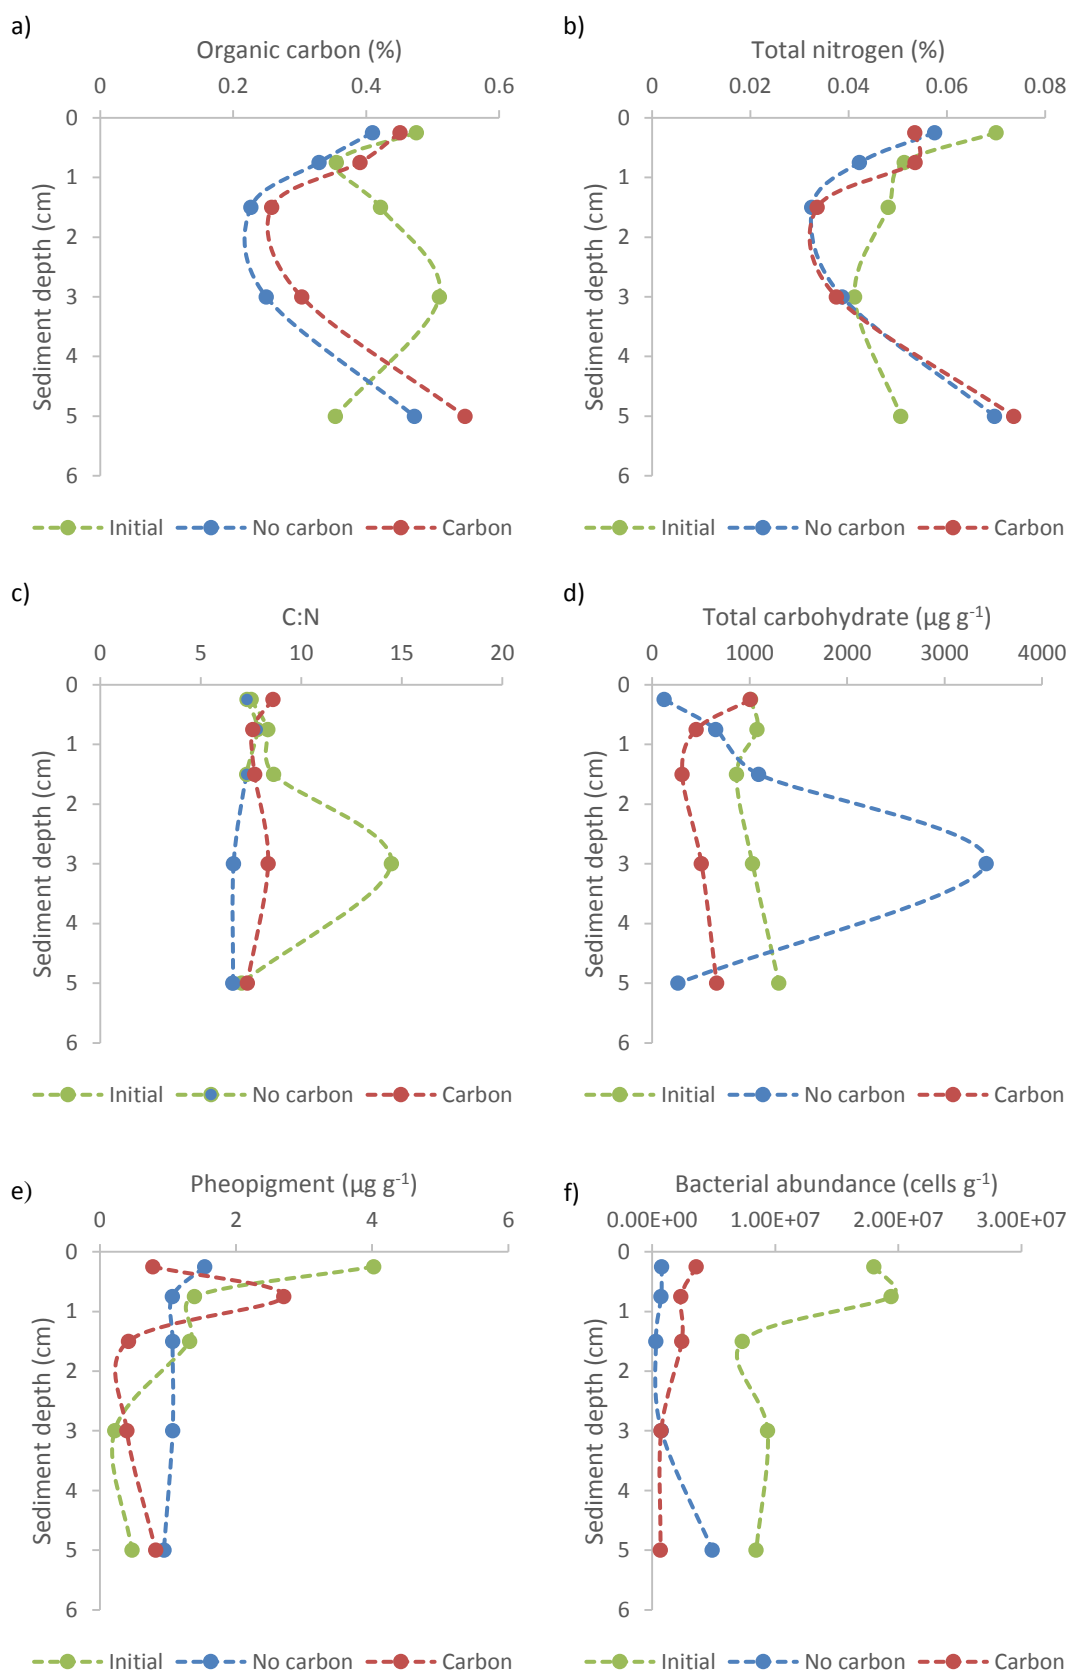 a)
Organic carbon (%)
0 0.2 0.4 0.6
0
1
2
3
4
5
6
Sediment depth (cm)
Initial No carbon Carbon
b)
Total nitrogen (%)
0 0.02 0.04 0.06 0.08
0
1
2
3
4
5
6
Sediment depth (cm)
Initial No carbon Carbon
c)
C:N
0 5 10 15 20
0
1
2
3
4
5
6
Sediment depth (cm)
Initial No carbon Carbon
d)
Total carbohydrate (µg g⁻¹)
0 1000 2000 3000 4000
0
1
2
3
4
5
6
Sediment depth (cm)
Initial No carbon Carbon
e)
Pheopigment (µg g⁻¹)
0 2 4 6
0
1
2
3
4
5
6
Sediment depth (cm)
Initial No carbon Carbon
f)
Bacterial abundance (cells g⁻¹)
0.00E+00 1.00E+07 2.00E+07 3.00E+07
0
1
2
3
4
5
6
Sediment depth (cm)
Initial No carbon Carbon